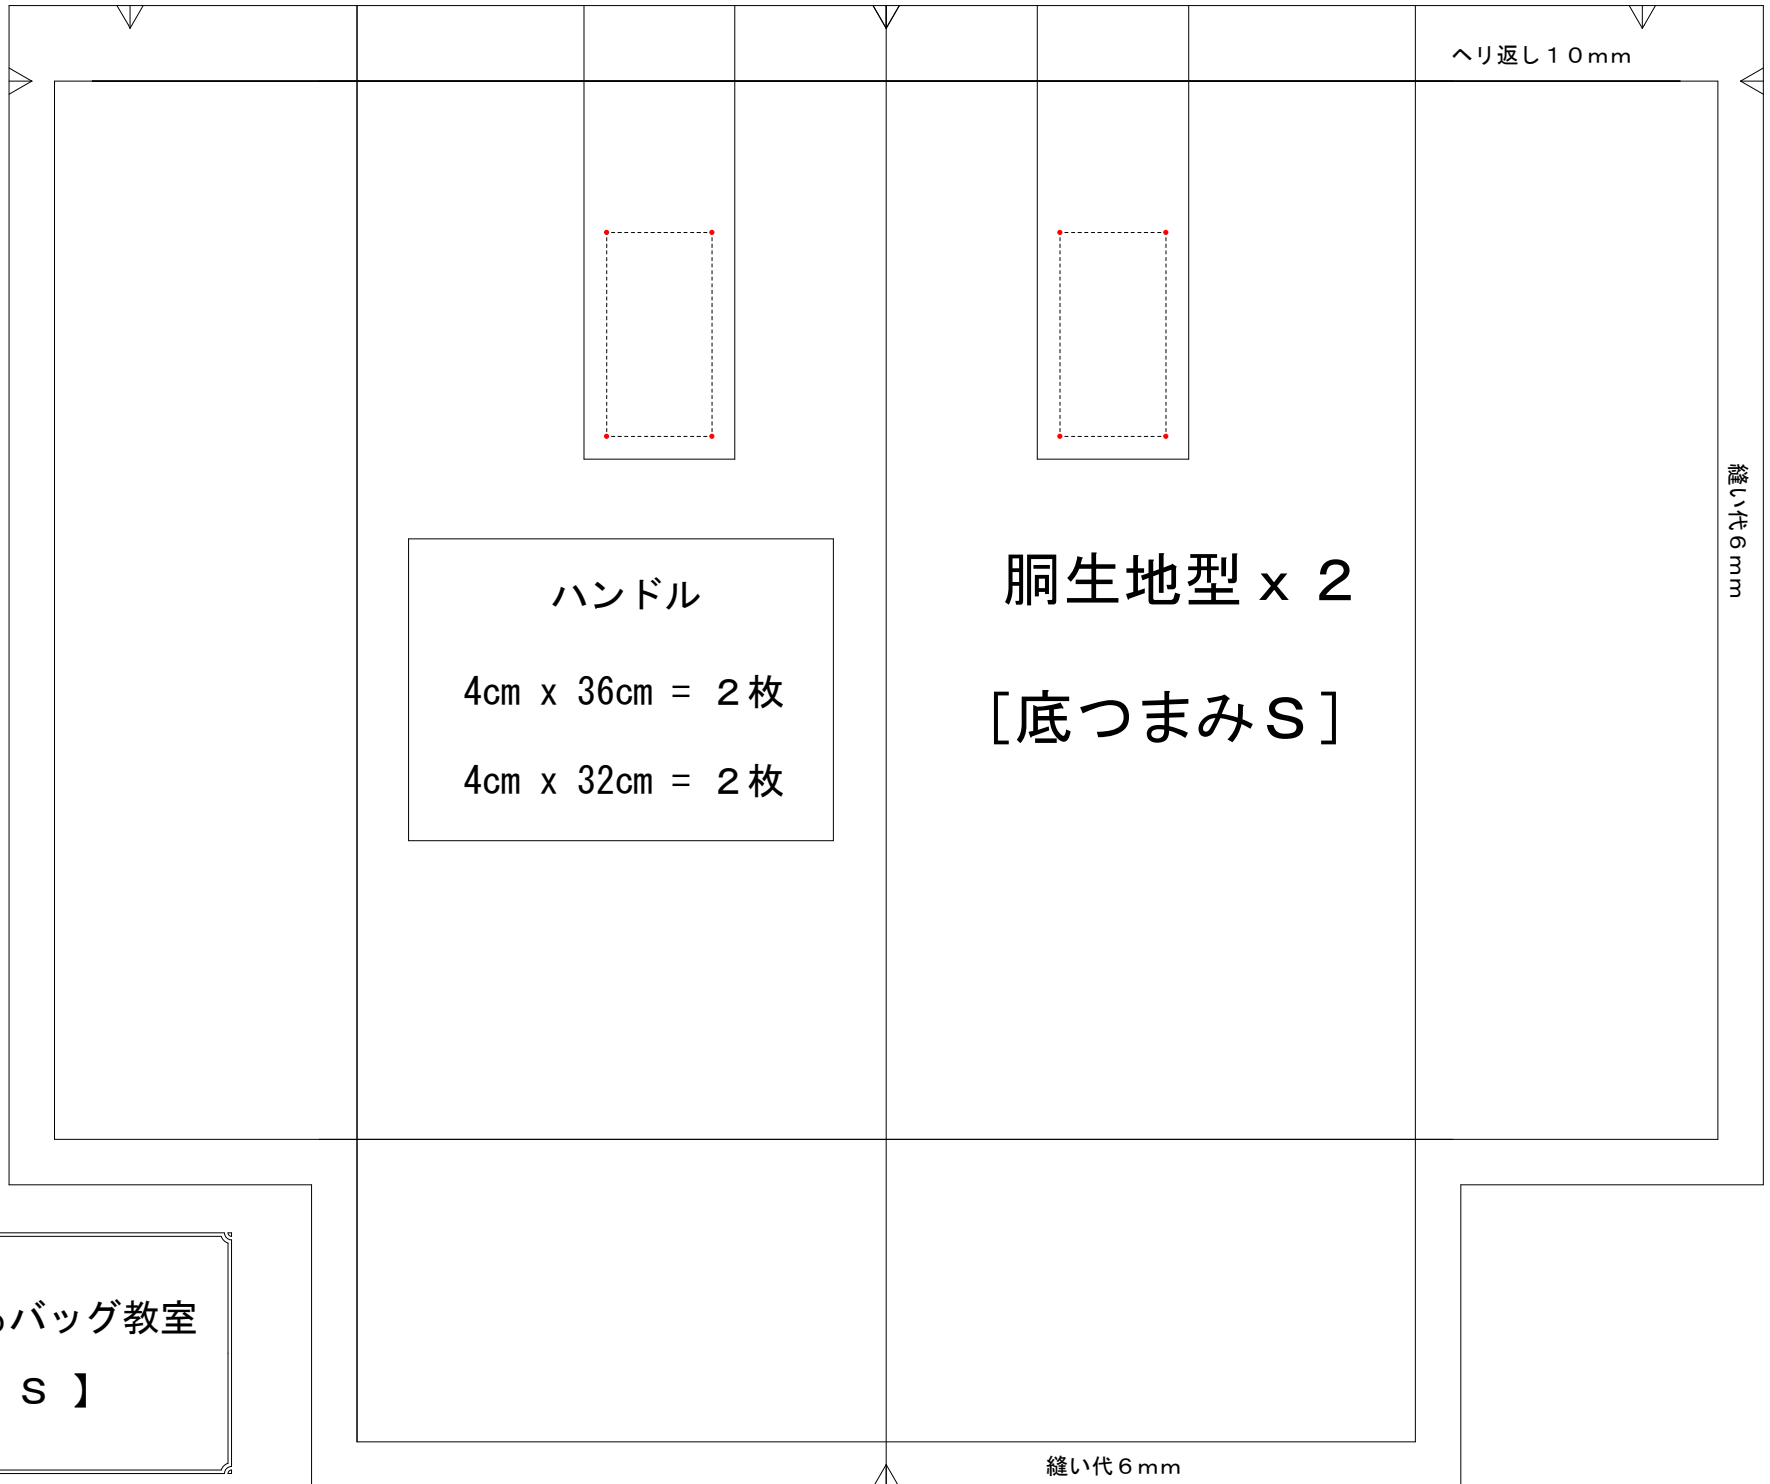 ヘリ返し１０ｍｍ
縫い代６ｍｍ
ハンドル
4cm x 36cm = ２枚
4cm x 32cm = ２枚
胴生地型ｘ２
[底つまみＳ]
バッグ教室
Ｓ 】
縫い代６ｍｍ